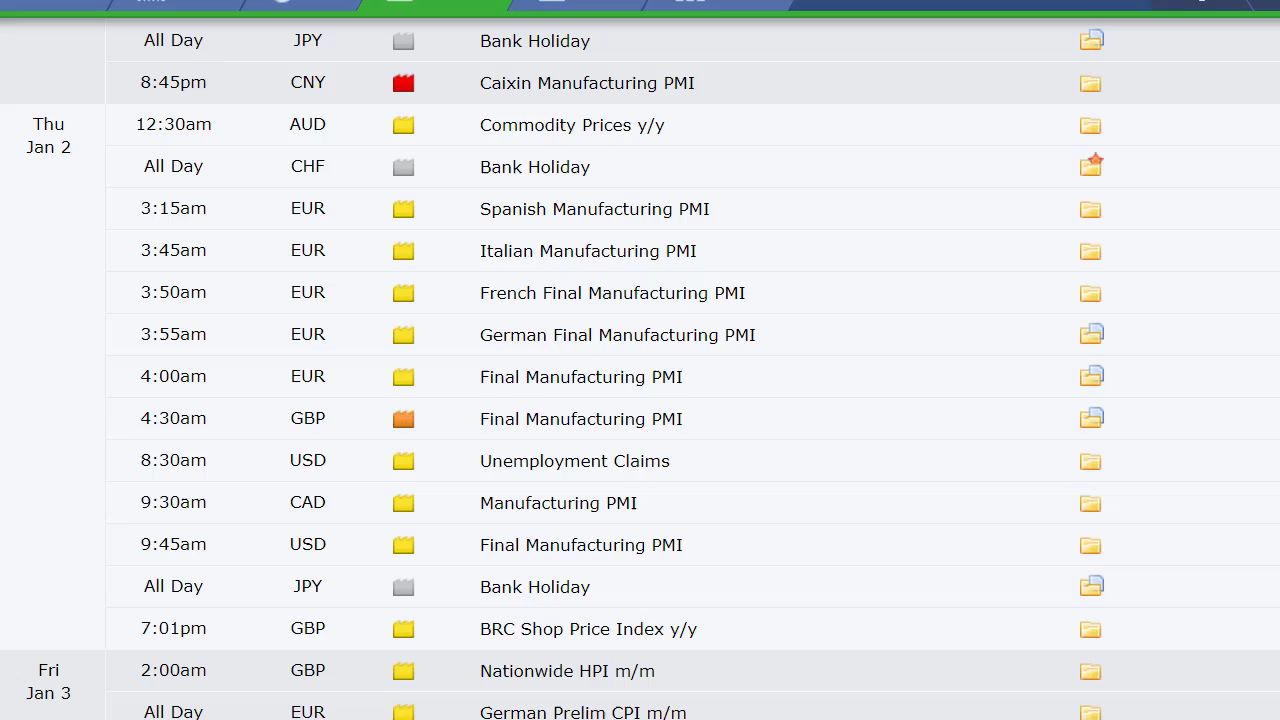 All Day JPY Bank Holiday
8:45pm CNY Caixin Manufacturing PMI
Thu 12:30am AUD Commodity Prices y/y
Jan 2
All Day CHF Bank Holiday
3:15am EUR Spanish Manufacturing PMI
3:45am EUR Italian Manufacturing PMI
3:50am EUR French Final Manufacturing PMI
3:55am EUR German Final Manufacturing PMI
4:00am EUR Final Manufacturing PMI
4:30am GBP Final Manufacturing PMI
8:30am USD Unemployment Claims
9:30am CAD Manufacturing PMI
9:45am USD Final Manufacturing PMI
All Day JPY Bank Holiday
7:01pm GBP BRC Shop Price Index y/y
Fri 2:00am GBP Nationwide HPI m/m
Jan 3
All Day EUR German Prelim CPI m/m